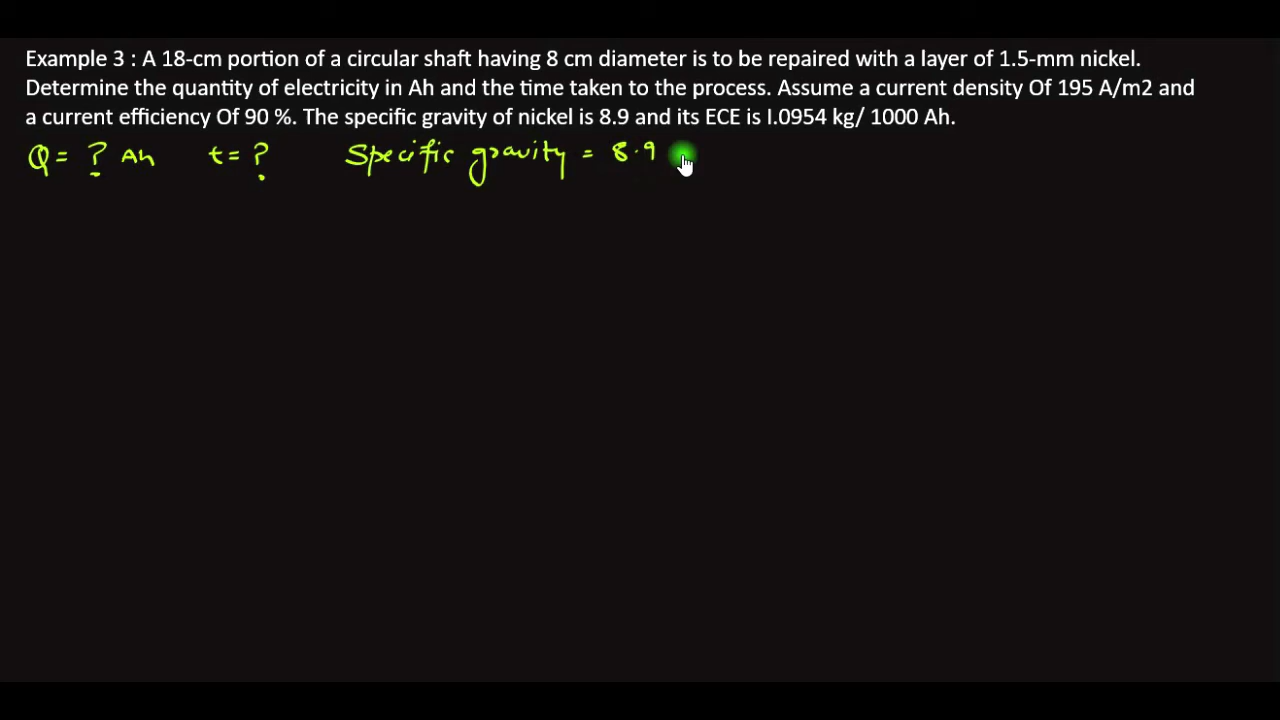 Example 3 : A 18-cm portion of a circular shaft having 8 cm diameter is to be repaired with a layer of 1.5-mm nickel.
Determine the quantity of electricity in Ah and the time taken to the process. Assume a current density Of 195 A/m2 and
a current efficiency Of 90 %. The specific gravity of nickel is 8.9 and its ECE is I.0954 kg/ 1000 Ah.
Q = ? Ah t = ? Specific gravity = 8.9